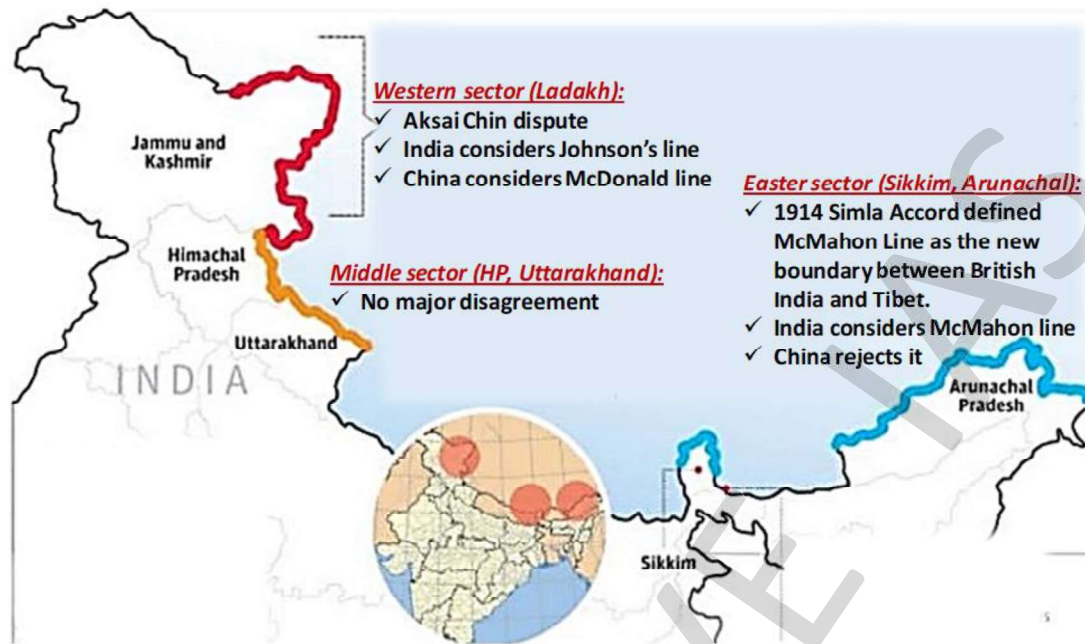 Western sector (Ladakh):
✓ Aksai Chin dispute
✓ India considers Johnson's line
✓ China considers McDonald line
Jammu and
Kashmir
Easter sector (Sikkim, Arunachal):
✓ 1914 Simla Accord defined
McMahon Line as the new
boundary between British
India and Tibet.
✓ India considers McMahon line
✓ China rejects it
Himachal
Pradesh
Middle sector (HP, Uttarakhand):
✓ No major disagreement
Uttarakhand
INDIA
Arunachal
Pradesh
Sikkim
5